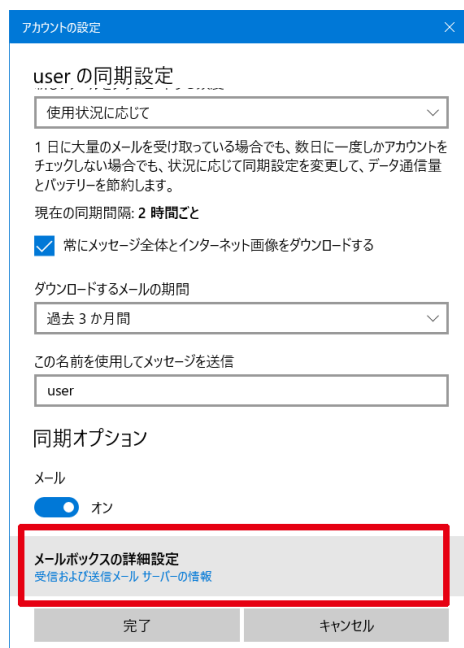 アカウントの設定
user の同期設定
使用状況に応じて
1 日に大量のメールを受け取っている場合でも、数日に一度しかアカウントを
チェックしない場合でも、状況に応じて同期設定を変更して、データ通信量
とバッテリーを節約します。
現在の同期間隔: 2 時間ごと
常にメッセージ全体とインターネット画像をダウンロードする
ダウンロードするメールの期間
過去 3 か月間
この名前を使用してメッセージを送信
user
同期オプション
メール
オン
メールボックスの詳細設定
受信および送信メール サーバーの情報
完了
キャンセル